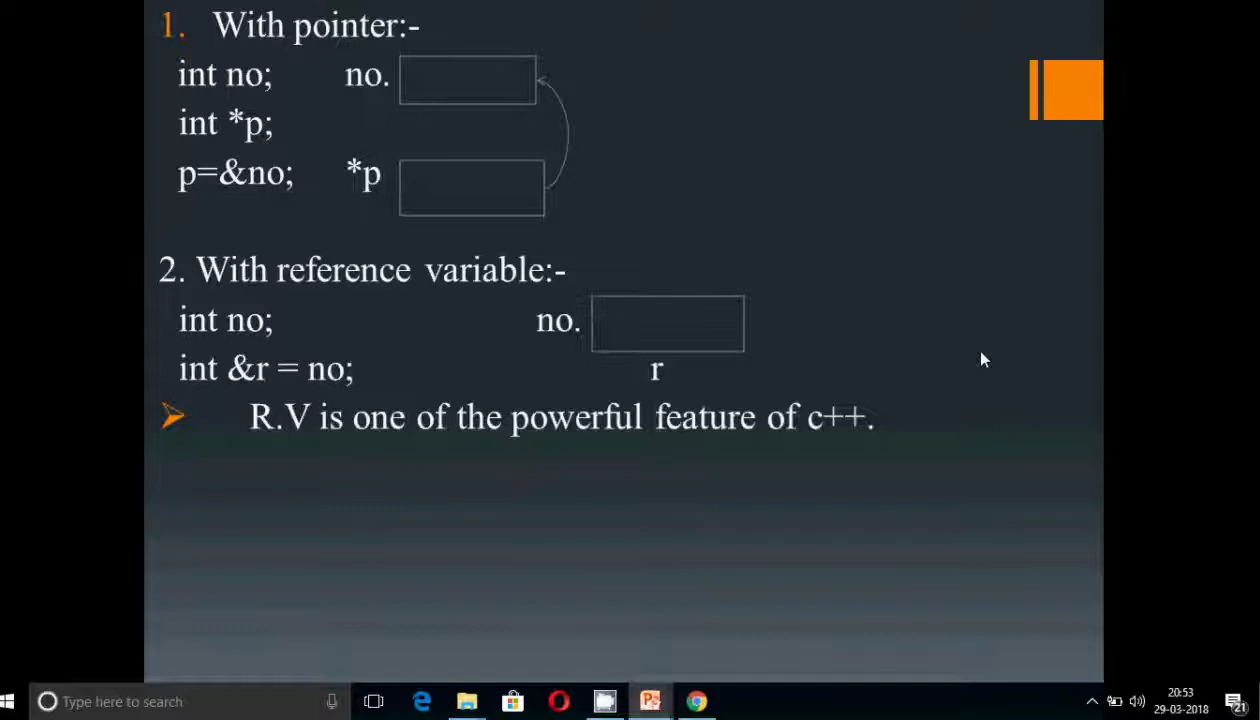 1. With pointer:-
int no; no.
int *p;
p=&no; *p
2. With reference variable:-
int no; no.
int &r = no; r
R.V is one of the powerful feature of c++.
Type here to search
20:53
29-03-2018
21